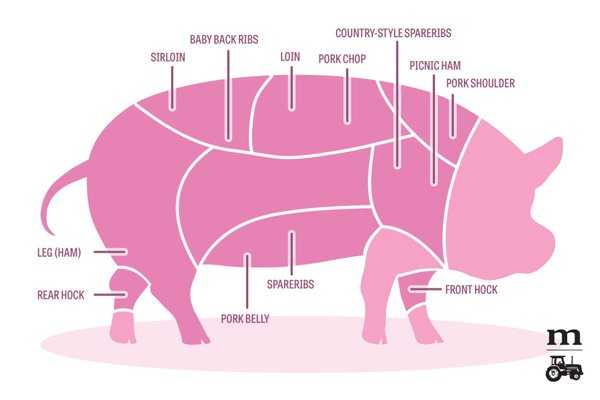 COUNTRY-STYLE SPARERIBS
BABY BACK RIBS
SIRLOIN
LOIN
PORK CHOP
PICNIC HAM
PORK SHOULDER
LEG (HAM)
REAR HOCK
SPARERIBS
FRONT HOCK
PORK BELLY
m